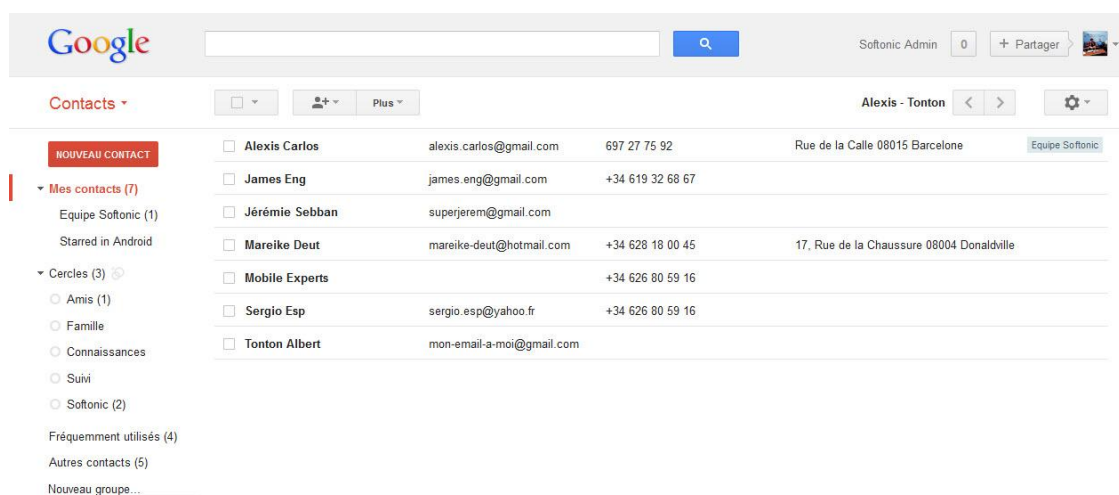 Google
Softonic Admin 0 + Partager
Contacts
Plus
Alexis - Tonton
NOUVEAU CONTACT
Mes contacts (7)
Equipe Softonic (1)
Starred in Android
Cercles (3)
Amis (1)
Famille
Connaissances
Suivi
Softonic (2)
Fréquemment utilisés (4)
Autres contacts (5)
Nouveau groupe...
Alexis Carlos alexis.carlos@gmail.com 697 27 75 92 Rue de la Calle 08015 Barcelone Equipe Softonic
James Eng james.eng@gmail.com +34 619 32 68 67
Jérémie Sebban superjerem@gmail.com
Mareike Deut mareike-deut@hotmail.com +34 628 18 00 45 17, Rue de la Chaussure 08004 Donaldville
Mobile Experts +34 626 80 59 16
Sergio Esp sergio.esp@yahoo.fr +34 626 80 59 16
Tonton Albert mon-email-a-moi@gmail.com